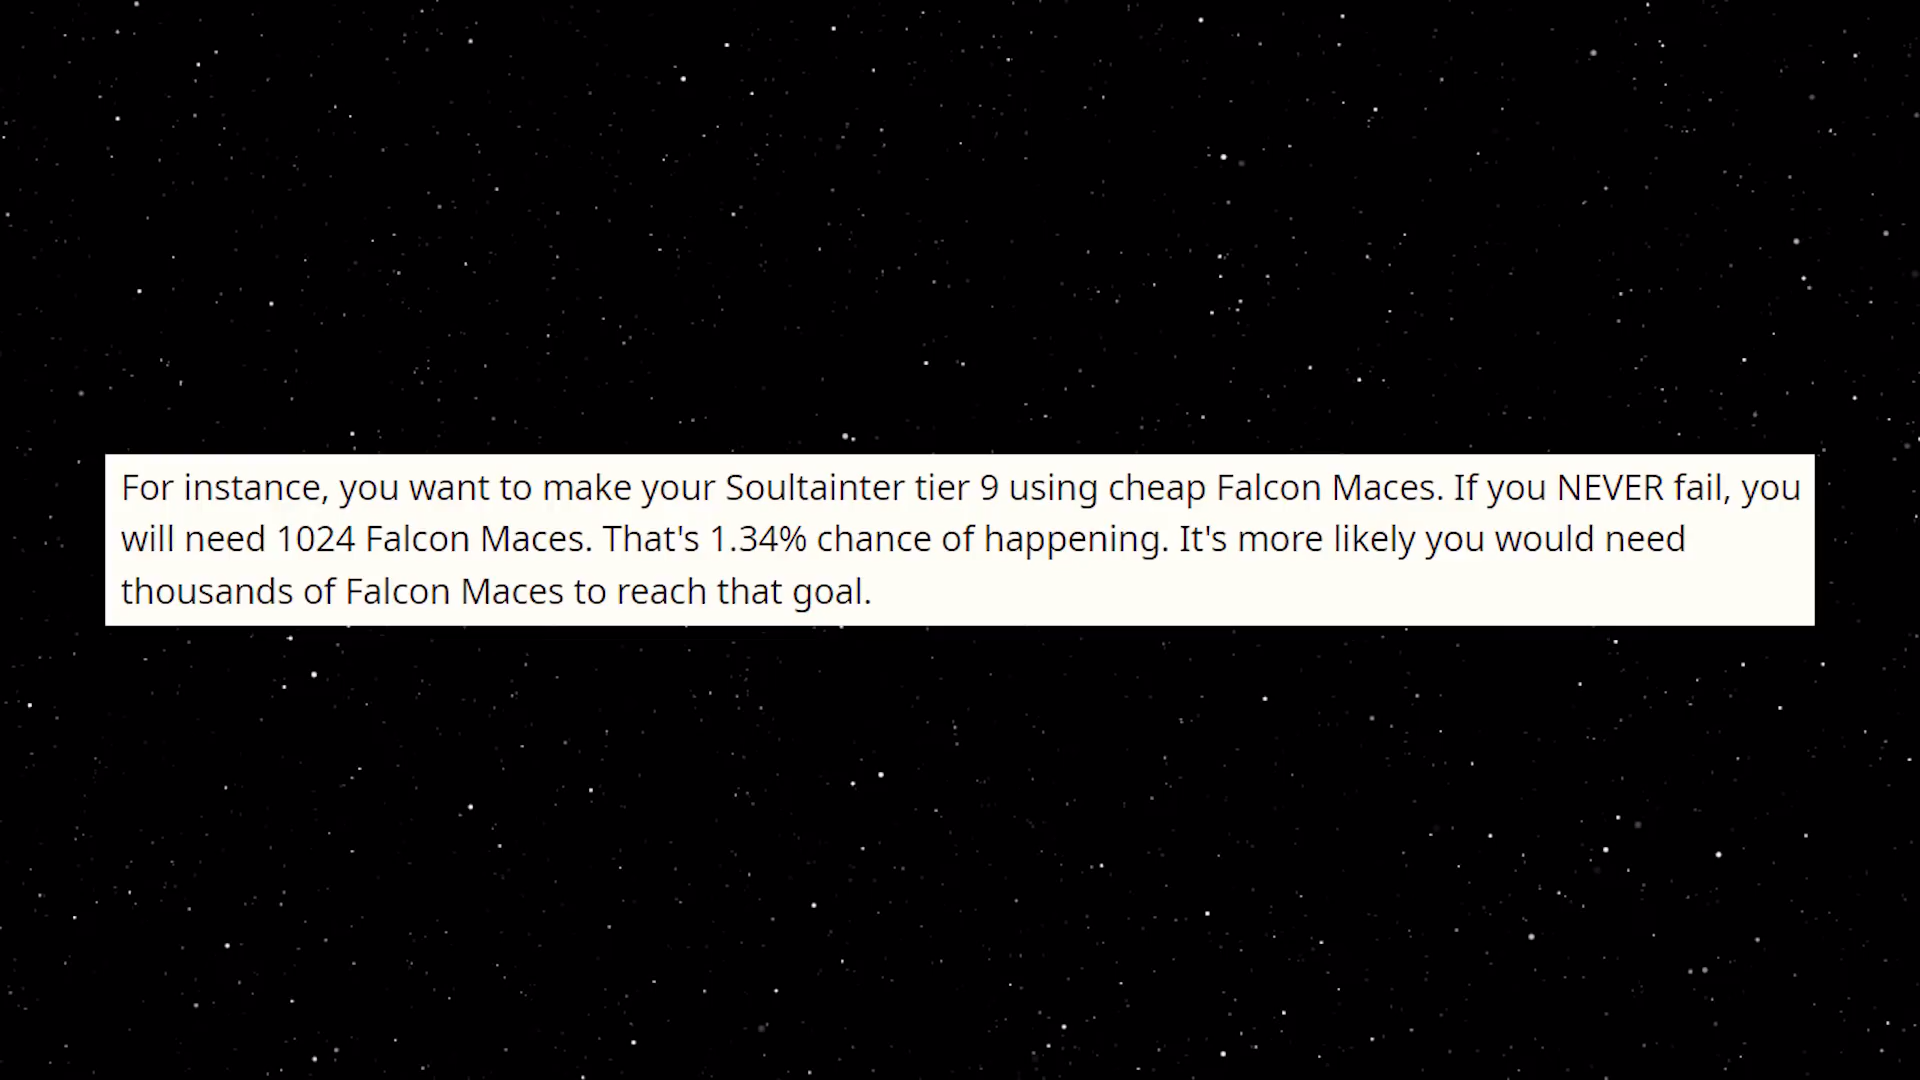 For instance, you want to make your Soultainter tier 9 using cheap Falcon Maces. If you NEVER fail, you
will need 1024 Falcon Maces. That's 1.34% chance of happening. It's more likely you would need
thousands of Falcon Maces to reach that goal.